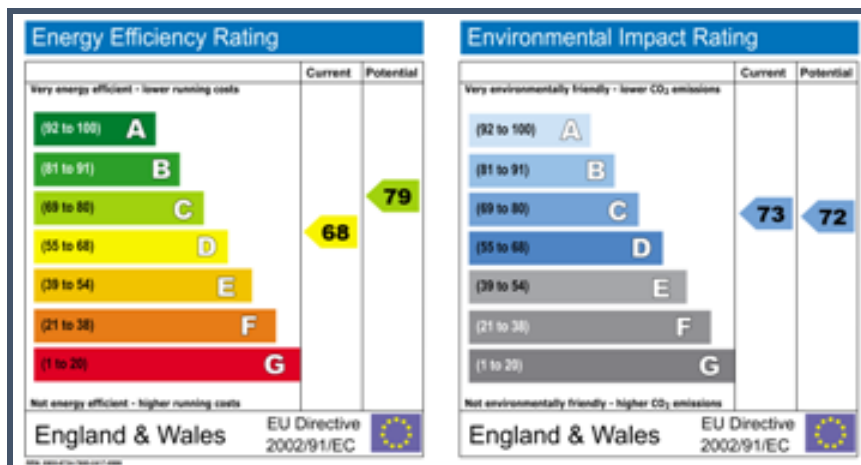 Energy Efficiency Rating
Current Potential
Very energy efficient - lower running costs
(92 to 100) A
(81 to 91) B
(69 to 80) C
(55 to 68) D
(39 to 54) E
(21 to 38) F
(1 to 20) G
68
79
Not energy efficient - higher running costs
England & Wales
EU Directive
2002/91/EC
Environmental Impact Rating
Current Potential
Very environmentally friendly - lower CO₂ emissions
(92 to 100) A
(81 to 91) B
(69 to 80) C
(55 to 68) D
(39 to 54) E
(21 to 38) F
(1 to 20) G
73
72
Not environmentally friendly - higher CO₂ emissions
England & Wales
EU Directive
2002/91/EC